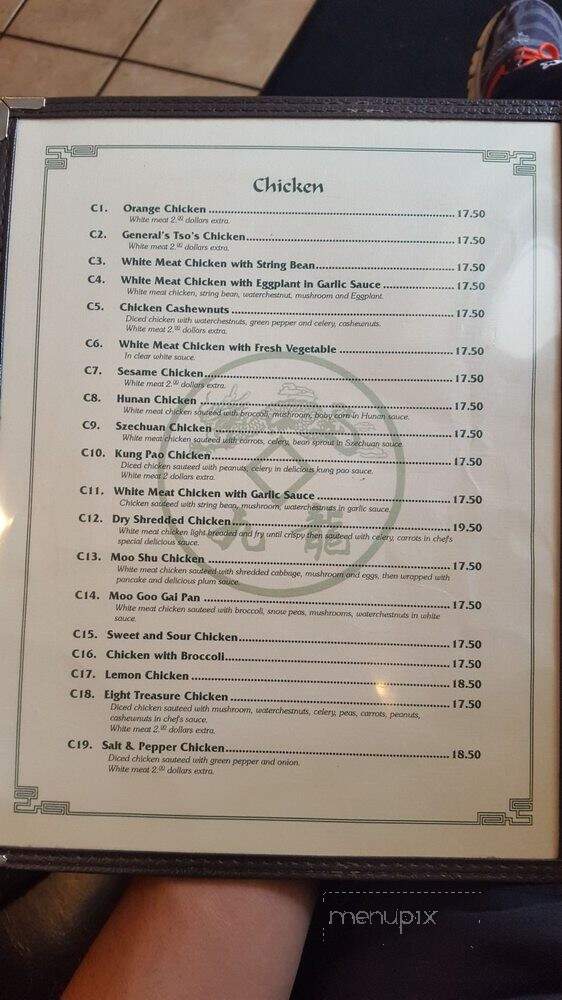 Chicken
C1. Orange Chicken 17.50
White meat 2.00 dollars extra.
C2. General's Tso's Chicken 17.50
White meat 2.00 dollars extra.
C3. White Meat Chicken with String Bean 17.50
C4. White Meat Chicken with Eggplant in Garlic Sauce 17.50
White meat chicken, string bean, waterchestnut, mushroom and Eggplant.
C5. Chicken Cashewnuts 17.50
Diced chicken with waterchestnuts, green pepper and celery, cashewnuts.
White meat 2.00 dollars extra.
C6. White Meat Chicken with Fresh Vegetable 17.50
In clear white sauce.
C7. Sesame Chicken 17.50
White meat 2.00 dollars extra.
C8. Hunan Chicken 17.50
White meat chicken sauteed with broccoli, mushroom, baby corn in Hunan sauce.
C9. Szechuan Chicken 17.50
White meat chicken sauteed with carrots, celery, bean sprout in Szechuan sauce.
C10. Kung Pao Chicken 17.50
Diced chicken sauteed with peanuts, celery in delicious kung pao sauce.
White meat 2 dollars extra.
C11. White Meat Chicken with Garlic Sauce 17.50
Chicken sauteed with string bean, mushroom, waterchestnuts in garlic sauce.
C12. Dry Shredded Chicken 19.50
White meat chicken light breaded and fry until crispy then sauteed with celery, carrots in chef's
special delicious sauce.
九 龍
C13. Moo Shu Chicken 17.50
White meat chicken sauteed with shredded cabbage, mushroom and eggs, then wrapped with
pancake and delicious plum sauce.
C14. Moo Goo Gai Pan 17.50
White meat chicken sauteed with broccoli, snow peas, mushrooms, waterchestnuts in white
sauce.
C15. Sweet and Sour Chicken 17.50
C16. Chicken with Broccoli 17.50
C17. Lemon Chicken 18.50
C18. Eight Treasure Chicken 17.50
Diced chicken sauteed with mushroom, waterchestnuts, celery, peas, carrots, peanuts,
cashewnuts in chefs sauce.
White meat 2.00 dollars extra.
C19. Salt & Pepper Chicken 18.50
Diced chicken sauteed with green pepper and onion.
White meat 2.00 dollars extra.
menupix